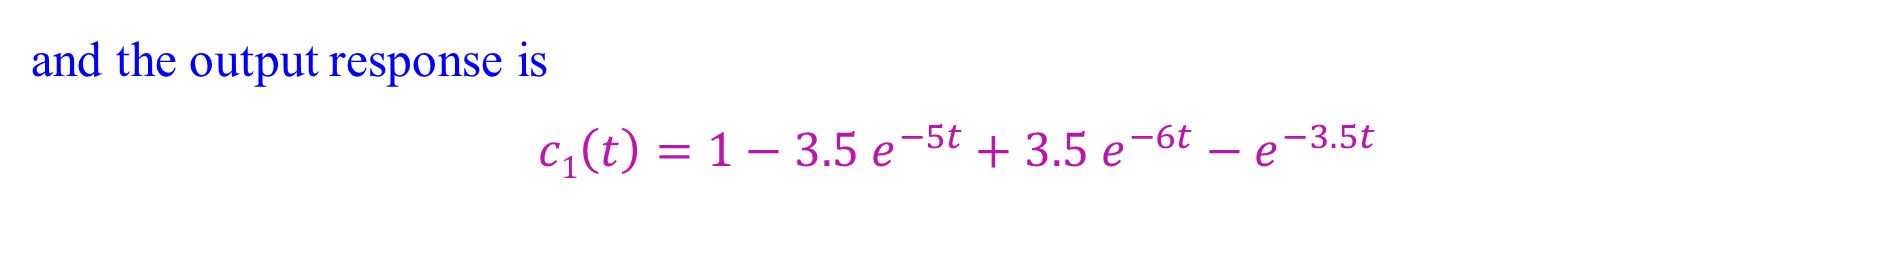 and the output response is
c₁(t) = 1 − 3.5 e⁻⁵ᵗ + 3.5 e⁻⁶ᵗ − e⁻³·⁵ᵗ